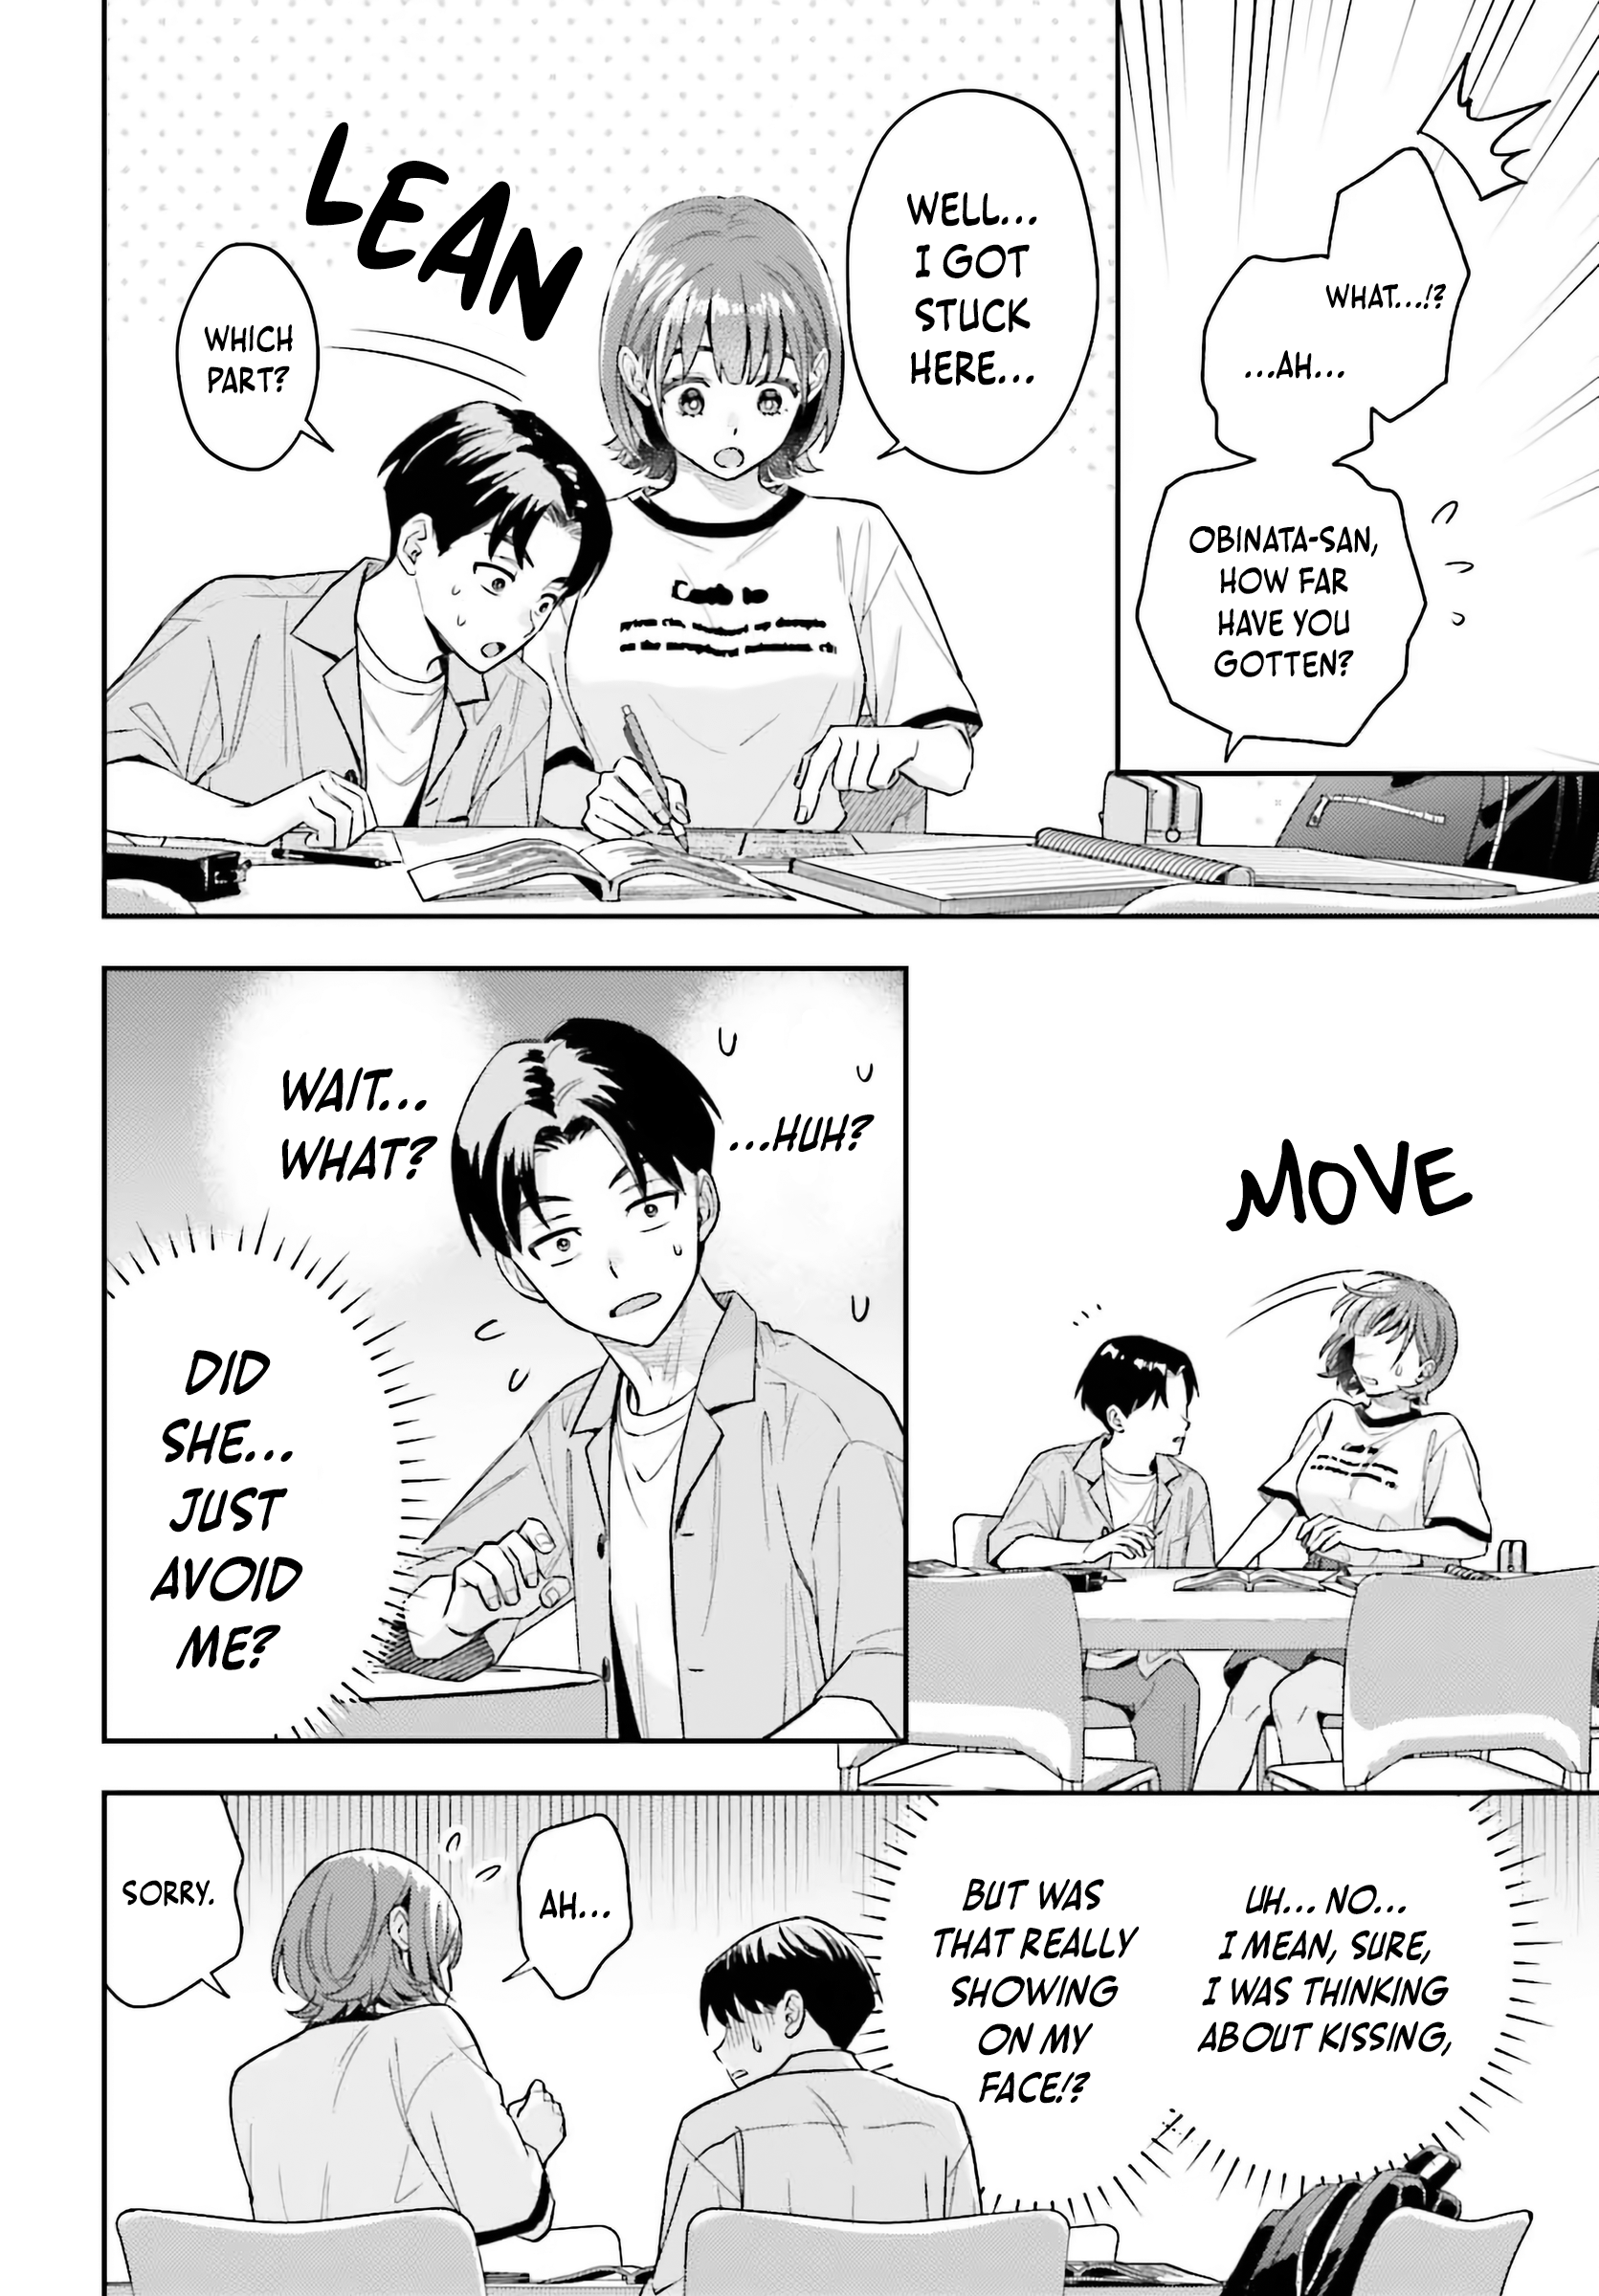 WHAT...!?
...AH...
OBINATA-SAN,
HOW FAR
HAVE YOU
GOTTEN?
WELL...
I GOT
STUCK
HERE...
LEAN
WHICH
PART?
MOVE
...HUH?
WAIT...
WHAT?
DID
SHE...
JUST
AVOID
ME?
UH... NO...
I MEAN, SURE,
I WAS THINKING
ABOUT KISSING,
BUT WAS
THAT REALLY
SHOWING
ON MY
FACE!?
AH...
SORRY.